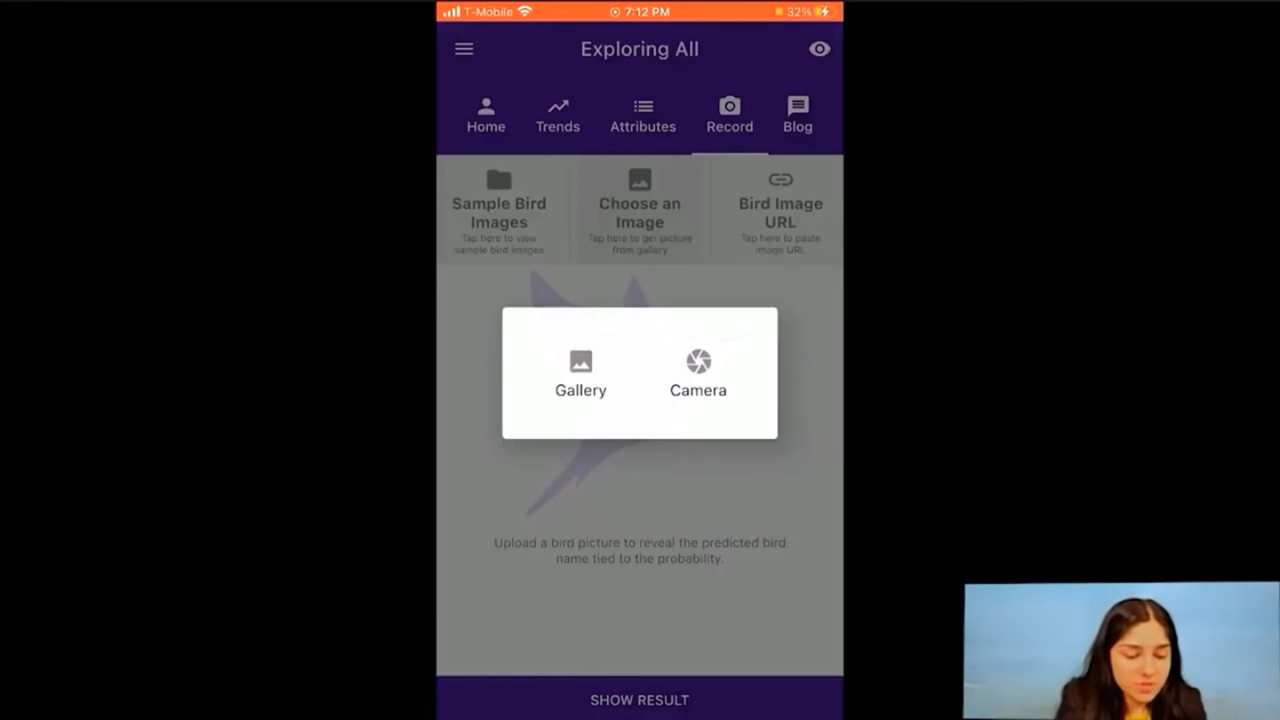 T-Mobile 7:12 PM 32%
Exploring All
Home Trends Attributes Record Blog
Sample Bird Images
Tap here to view sample bird images
Choose an Image
Tap here to get picture from gallery
Bird Image URL
Tap here to paste image URL
Gallery Camera
Upload a bird picture to reveal the predicted bird
name tied to the probability.
SHOW RESULT